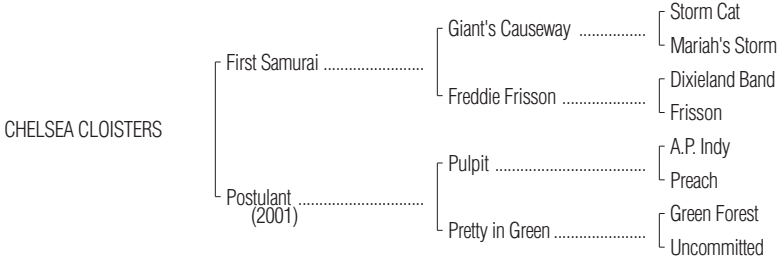 Storm Cat
Giant's Causeway ................
Mariah's Storm
First Samurai ........................
Dixieland Band
Freddie Frisson ....................
Frisson
CHELSEA CLOISTERS
A.P. Indy
Pulpit ....................................
Preach
Postulant ..............................
(2001)
Green Forest
Pretty in Green ......................
Uncommitted